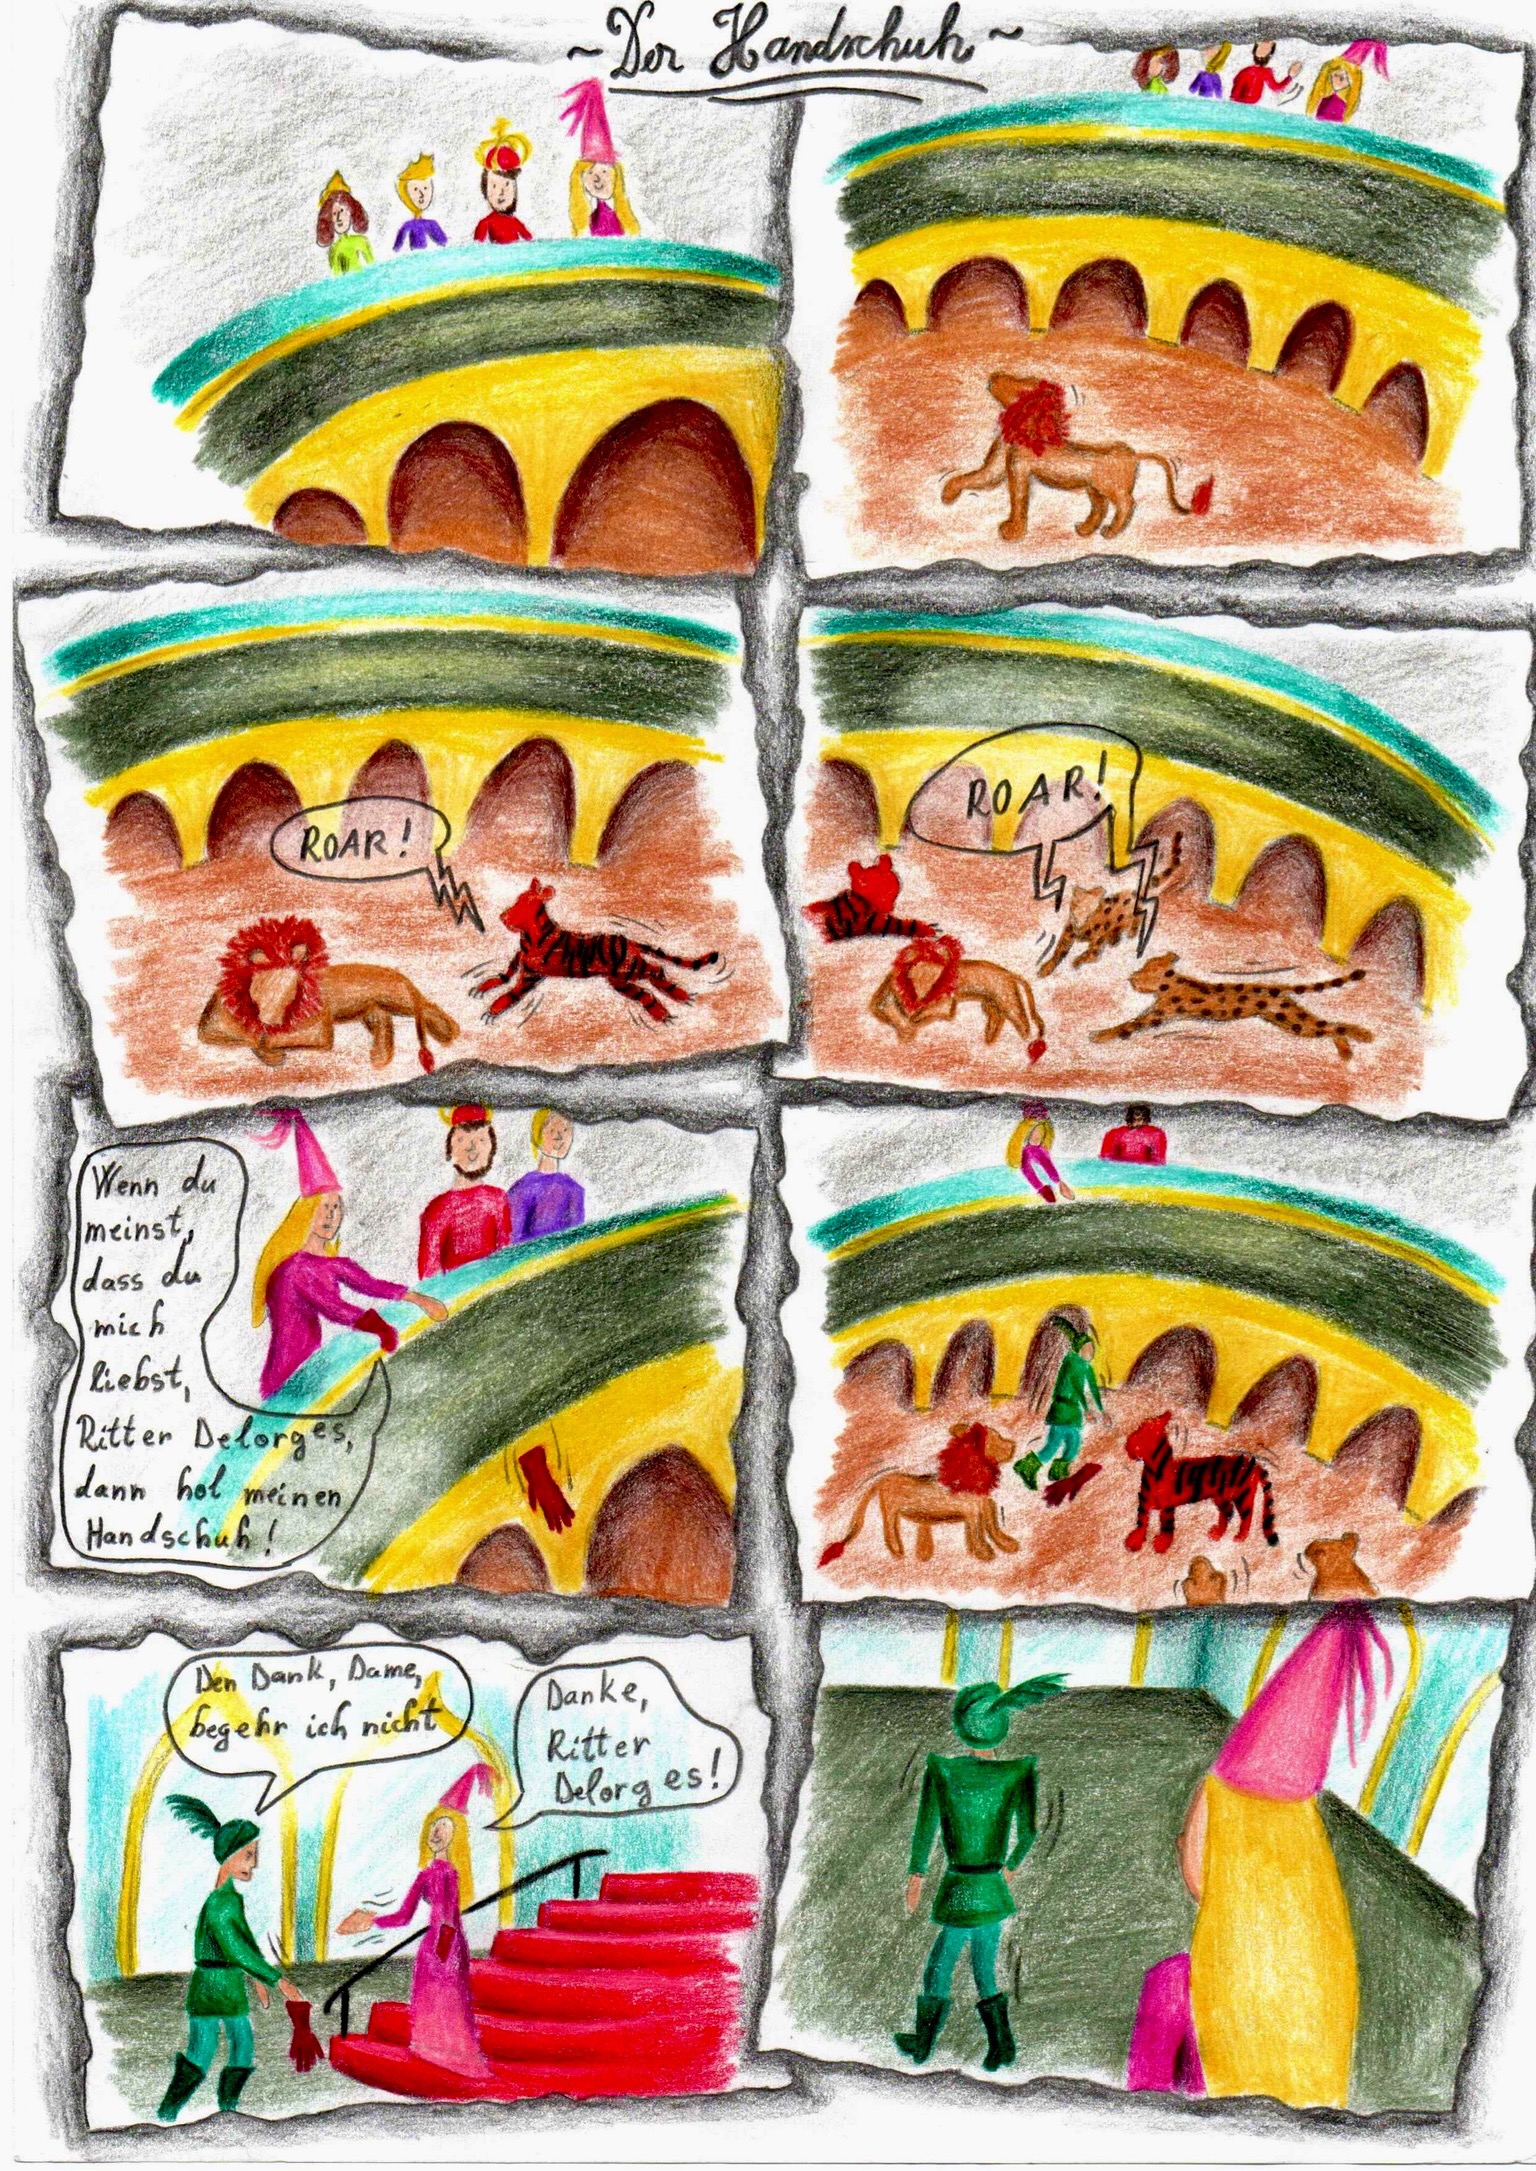 ~ Der Handschuh ~
ROAR!
ROAR!
Wenn du
meinst,
dass du
mich
liebst,
Ritter Delorges,
dann hol meinen
Handschuh!
Den Dank, Dame,
begehr ich nicht
Danke,
Ritter
Delorges!